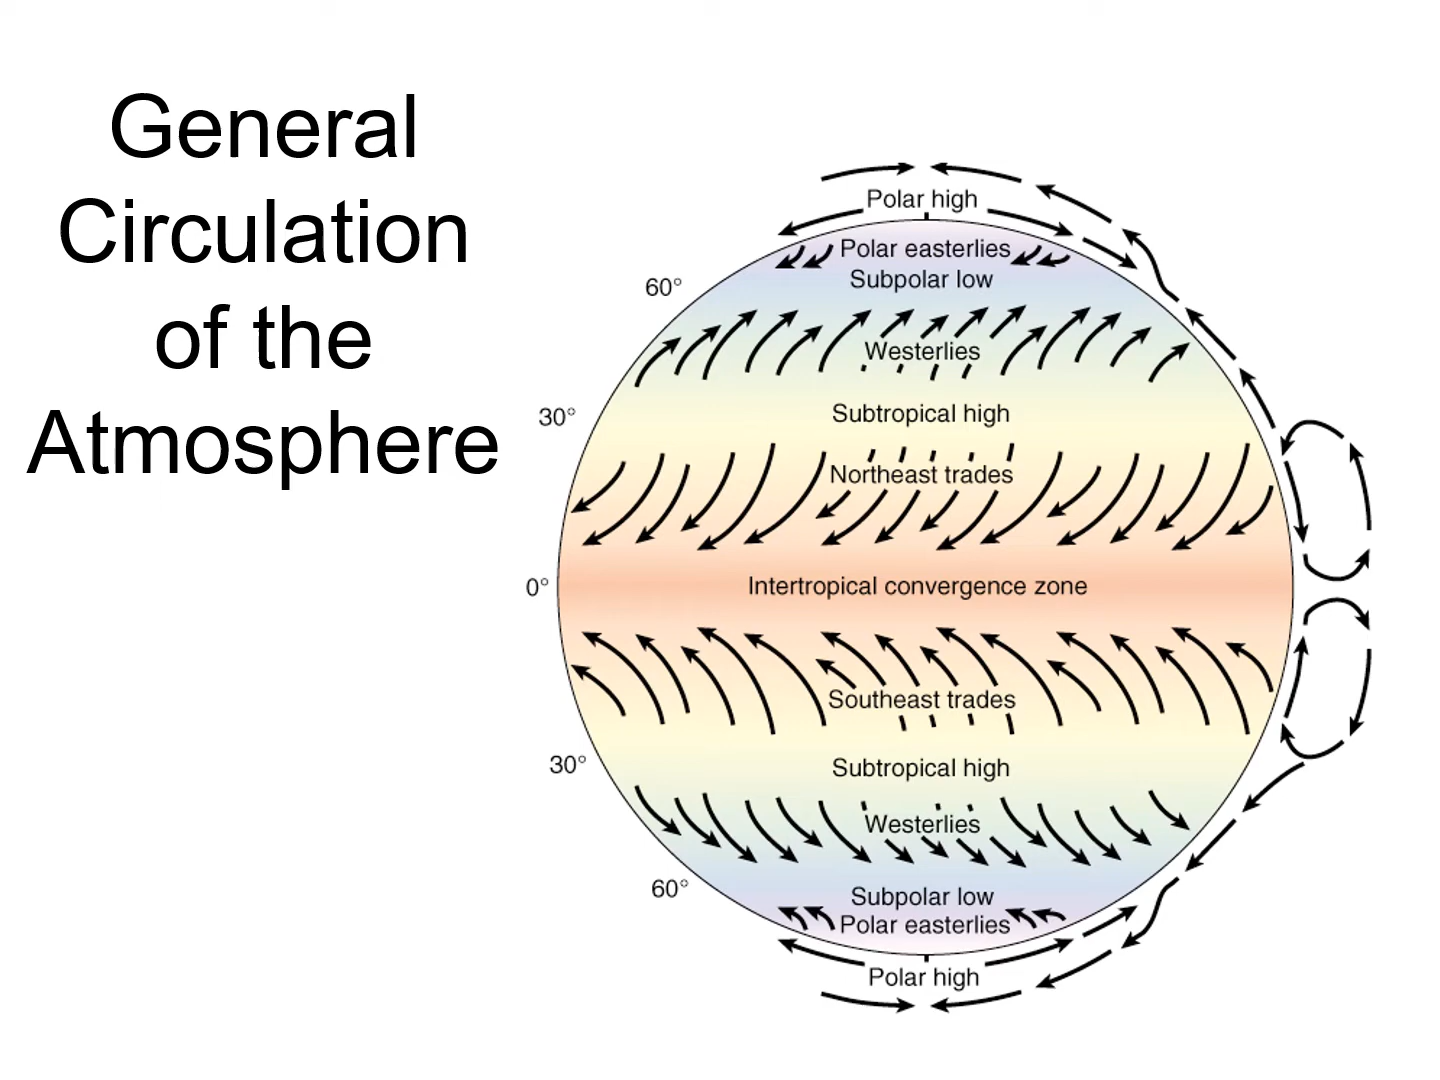 General
Circulation
of the
Atmosphere
Polar high
Polar easterlies
60°
Subpolar low
Westerlies
30°
Subtropical high
Northeast trades
0°
Intertropical convergence zone
Southeast trades
30°
Subtropical high
Westerlies
60°
Subpolar low
Polar easterlies
Polar high